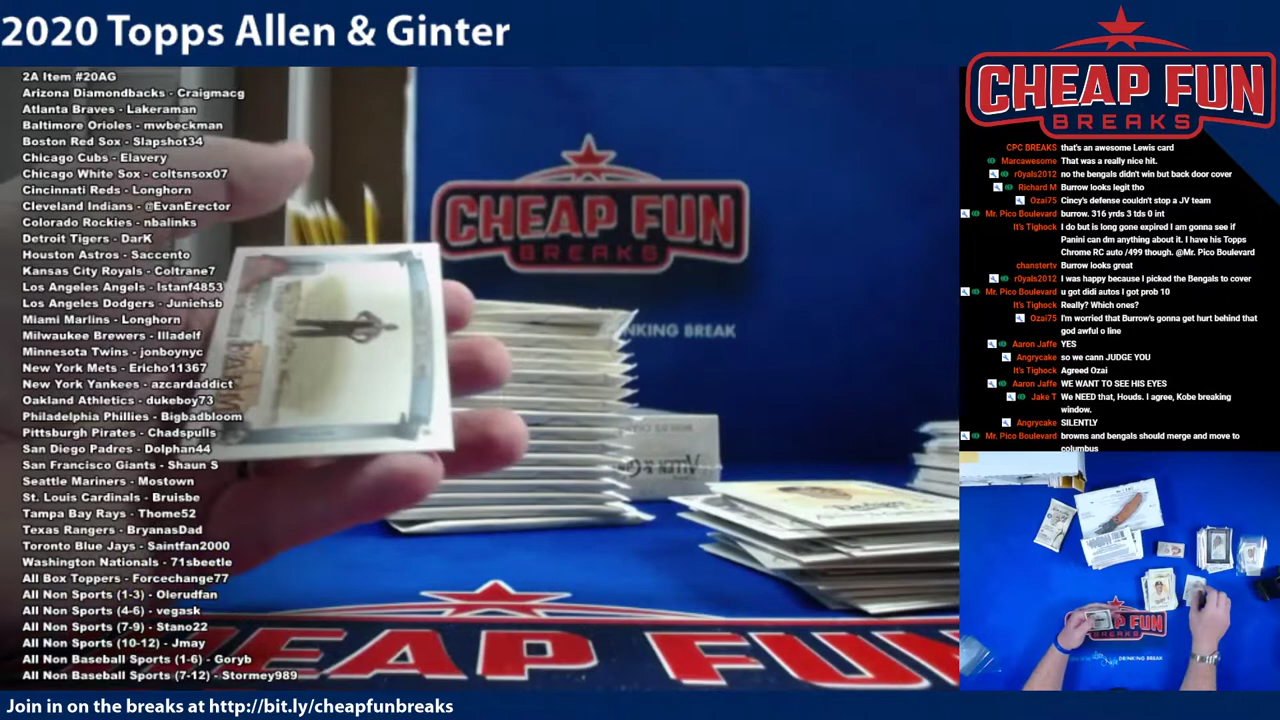 2020 Topps Allen & Ginter
2A Item #20AG
Arizona Diamondbacks - Craigmacg
Atlanta Braves - Lakeraman
Baltimore Orioles - mwbeckman
Boston Red Sox - Slapshot34
Chicago Cubs - Elavery
Chicago White Sox - coltsnsox07
Cincinnati Reds - Longhorn
Cleveland Indians - @EvanErector
Colorado Rockies - nbalinks
Detroit Tigers - DarK
Houston Astros - Saccento
Kansas City Royals - Coltrane7
Los Angeles Angels - Istanf4853
Los Angeles Dodgers - Juniehsb
Miami Marlins - Longhorn
Milwaukee Brewers - Illadelf
Minnesota Twins - jonboynyc
New York Mets - Ericho11367
New York Yankees - azcardaddict
Oakland Athletics - dukeboy73
Philadelphia Phillies - Bigbadbloom
Pittsburgh Pirates - Chadspulls
San Diego Padres - Dolphan44
San Francisco Giants - Shaun S
Seattle Mariners - Mostown
St. Louis Cardinals - Bruisbe
Tampa Bay Rays - Thome52
Texas Rangers - BryanasDad
Toronto Blue Jays - Saintfan2000
Washington Nationals - 71sbeetle
All Box Toppers - Forcechange77
All Non Sports (1-3) - Olerudfan
All Non Sports (4-6) - vegask
All Non Sports (7-9) - Stano22
All Non Sports (10-12) - Jmay
All Non Baseball Sports (1-6) - Goryb
All Non Baseball Sports (7-12) - Stormey989
CHEAP FUN
BREAKS
NKING BREAK
CHEAP FUN
BREAKS
CHEAP FUN
BREAKS
CPC BREAKS that's an awesome Lewis card
Marcawesome That was a really nice hit.
r0yals2012 no the bengals didn't win but back door cover
Richard M Burrow looks legit tho
Ozai75 Cincy's defense couldn't stop a JV team
Mr. Pico Boulevard burrow. 316 yrds 3 tds 0 int
It's Tighock I do but is long gone expired I am gonna see if
Panini can dm anything about it. I have his Topps
Chrome RC auto /499 though. @Mr. Pico Boulevard
chanstertv Burrow looks great
r0yals2012 I was happy because I picked the Bengals to cover
Mr. Pico Boulevard u got didi autos I got prob 10
It's Tighock Really? Which ones?
Ozai75 I'm worried that Burrow's gonna get hurt behind that
god awful o line
Aaron Jaffe YES
Angrycake so we cann JUDGE YOU
It's Tighock Agreed Ozai
Aaron Jaffe WE WANT TO SEE HIS EYES
Jake T We NEED that, Houds. I agree, Kobe breaking
window.
Angrycake SILENTLY
Mr. Pico Boulevard browns and bengals should merge and move to
columbus
CHEAP FUN
BREAKS
DRINKING BREAK
Join in on the breaks at http://bit.ly/cheapfunbreaks